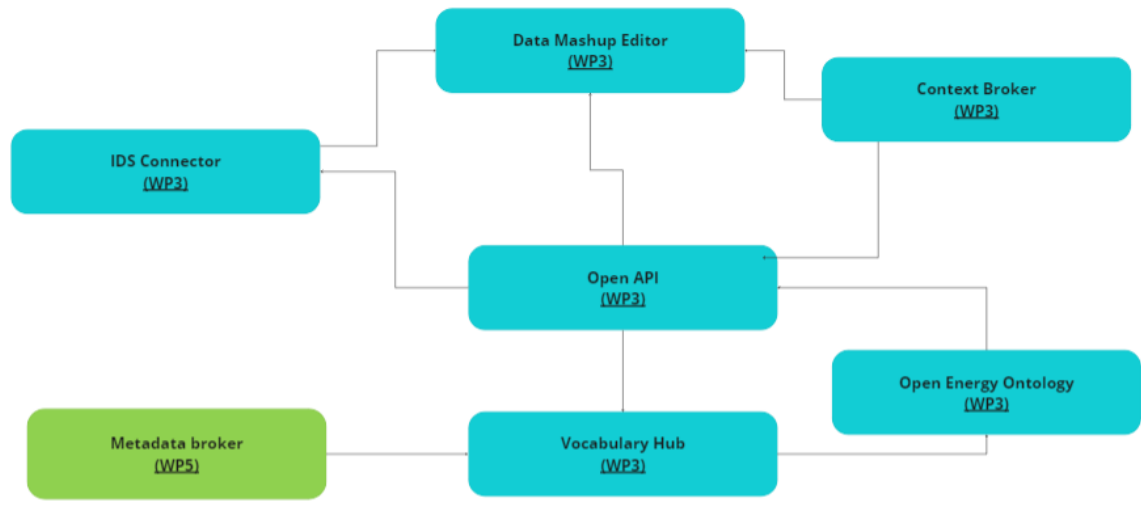 Data Mashup Editor
(WP3)
Context Broker
(WP3)
IDS Connector
(WP3)
Open API
(WP3)
Open Energy Ontology
(WP3)
Metadata broker
(WP5)
Vocabulary Hub
(WP3)